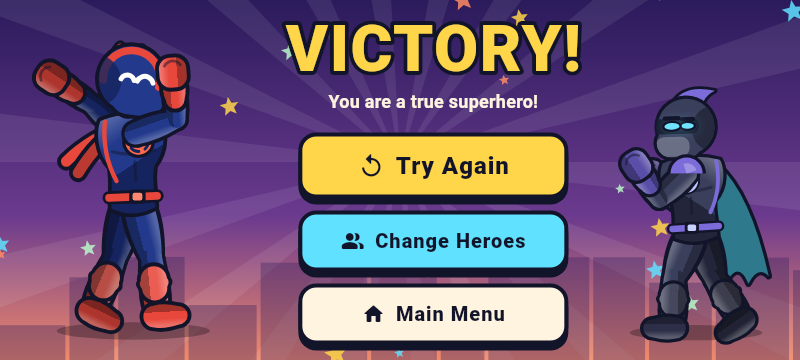 VICTORY!
You are a true superhero!
Try Again
Change Heroes
Main Menu